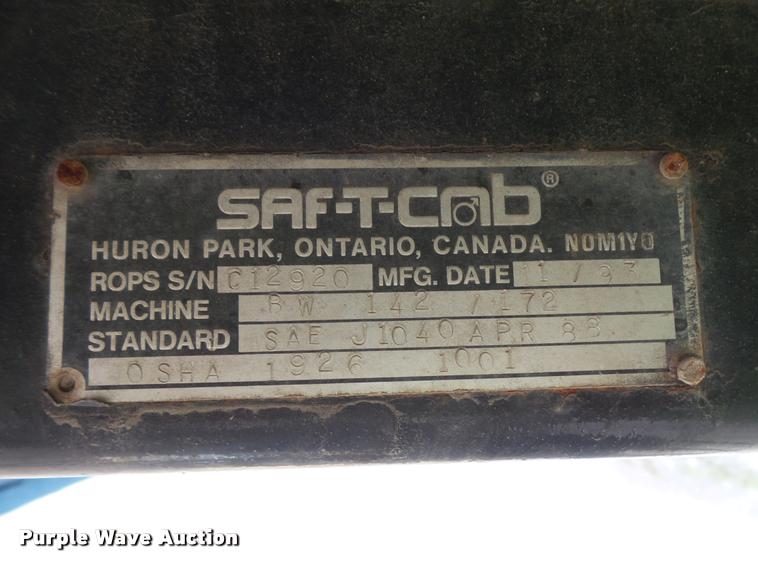 SAF-T-CAB®
HURON PARK, ONTARIO, CANADA. N0M1Y0
ROPS S/N C12920 MFG. DATE 11/93
MACHINE BW 142 /172
STANDARD SAE J1040 APR 88
OSHA 1926 1001
Purple Wave Auction